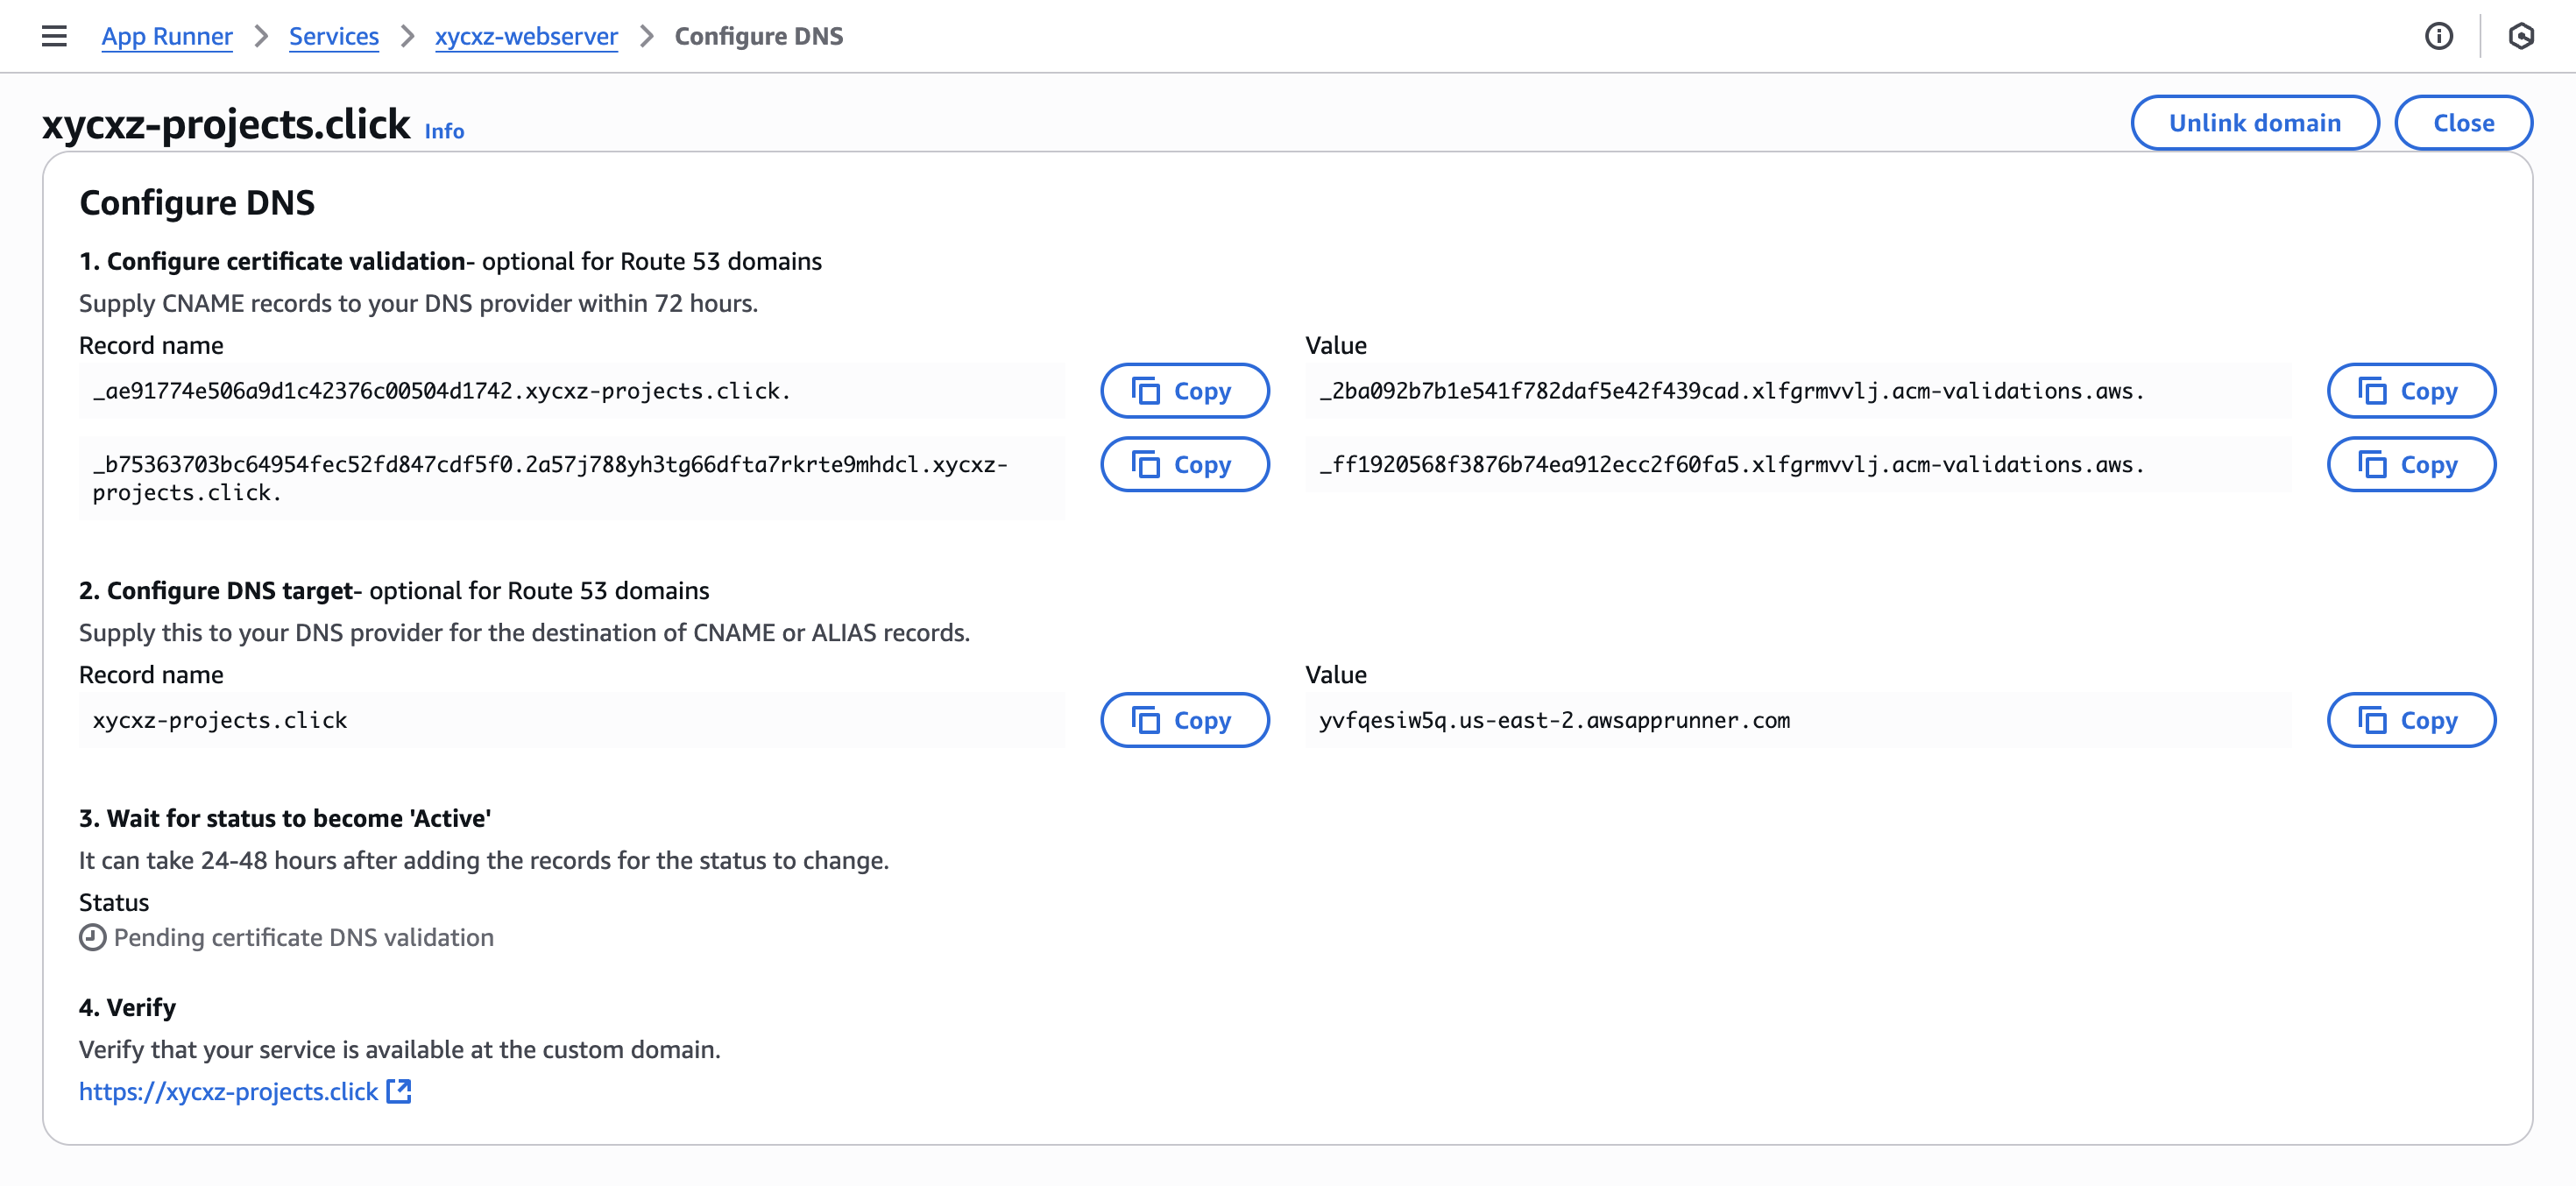 App Runner > Services > xycxz-webserver > Configure DNS
xycxz-projects.click Info
Unlink domain
Close
Configure DNS
1. Configure certificate validation- optional for Route 53 domains
Supply CNAME records to your DNS provider within 72 hours.
Record name
Value
_ae91774e506a9d1c42376c00504d1742.xycxz-projects.click.
Copy
_2ba092b7b1e541f782daf5e42f439cad.xlfgrmvvlj.acm-validations.aws.
Copy
_b75363703bc64954fec52fd847cdf5f0.2a57j788yh3tg66dfta7rkrte9mhdcl.xycxz-
projects.click.
Copy
_ff1920568f3876b74ea912ecc2f60fa5.xlfgrmvvlj.acm-validations.aws.
Copy
2. Configure DNS target- optional for Route 53 domains
Supply this to your DNS provider for the destination of CNAME or ALIAS records.
Record name
Value
xycxz-projects.click
Copy
yvfqesiw5q.us-east-2.awsapprunner.com
Copy
3. Wait for status to become 'Active'
It can take 24-48 hours after adding the records for the status to change.
Status
Pending certificate DNS validation
4. Verify
Verify that your service is available at the custom domain.
https://xycxz-projects.click